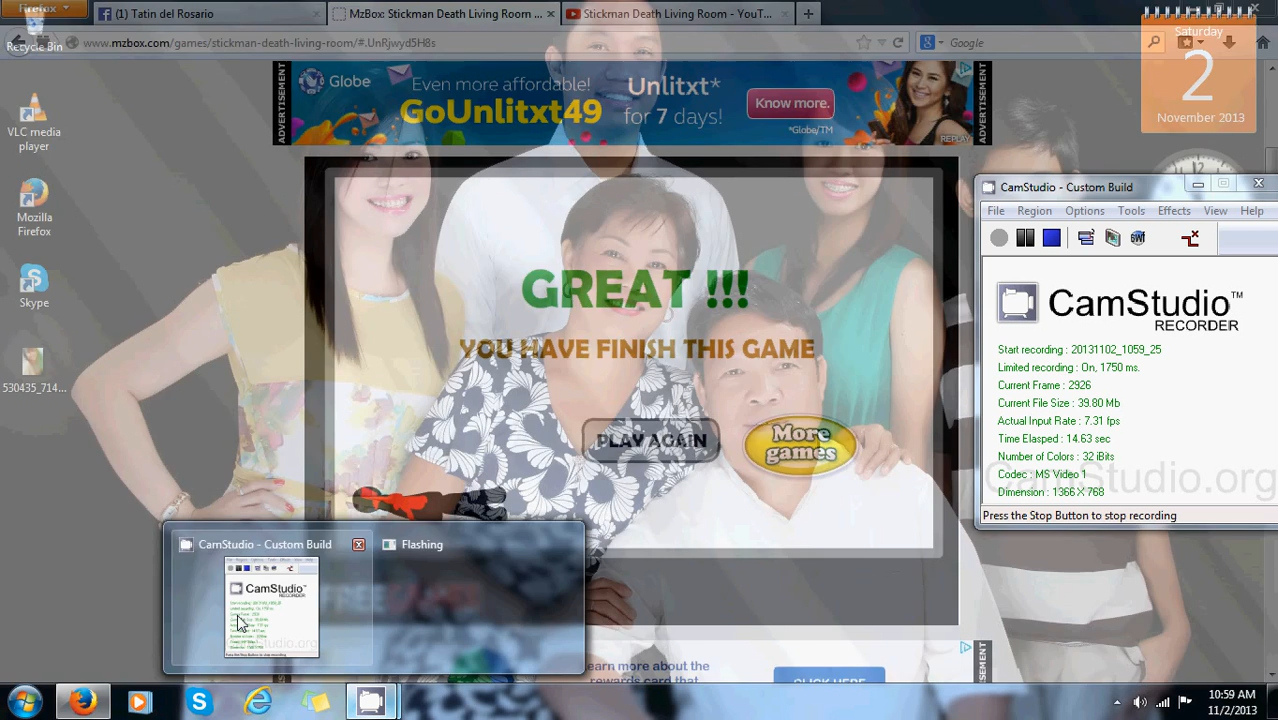 Firefox
(1) Tatin del Rosario
MzBox: Stickman Death Living Room ...
Stickman Death Living Room - YouT...
www.mzbox.com/games/stickman-death-living-room/#.UnRjwyd5H8s
Google
Recycle Bin
VLC media
player
Mozilla
Firefox
Skype
530435_714...
Saturday
2
November 2013
ADVERTISEMENT
Globe
Even more affordable!
GoUnlitxt49
Unlitxt*
for 7 days!
Know more.
*Globe/TM
REPLAY
ADVERTISEMENT
GREAT !!!
YOU HAVE FINISH THIS GAME
PLAY AGAIN
More
games
CamStudio - Custom Build
File Region Options Tools Effects View Help
CamStudio™
RECORDER
Start recording : 20131102_1059_25
Limited recording : On, 1750 ms.
Current Frame : 2926
Current File Size : 39.80 Mb
Actual Input Rate : 7.31 fps
Time Elasped : 14.63 sec
Number of Colors : 32 iBits
Codec : MS Video 1
Dimension : 1366 X 768
CamStudio.org
Press the Stop Button to stop recording
CamStudio - Custom Build
Flashing
CamStudio
earn more about the
rewards card that
CLICK HERE
10:59 AM
11/2/2013